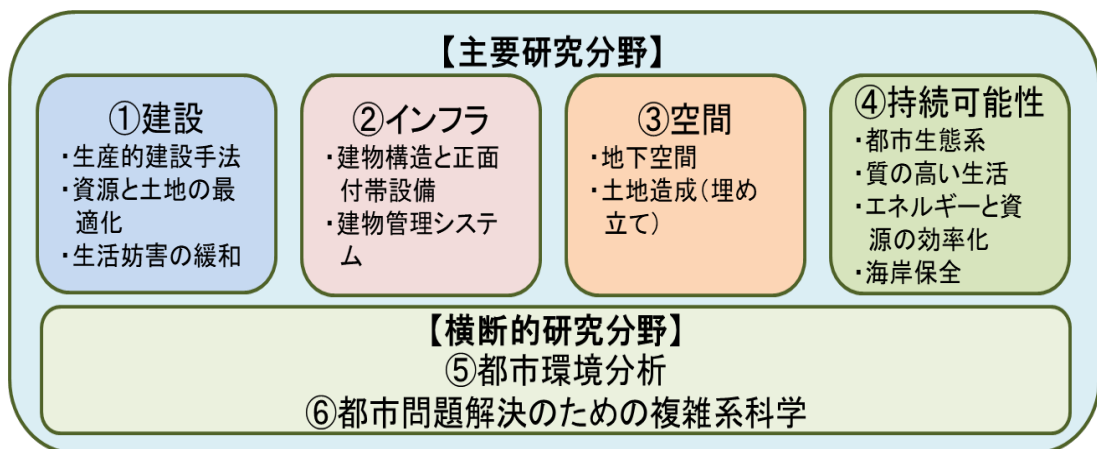 【主要研究分野】
①建設
・生産的建設手法
・資源と土地の最
適化
・生活妨害の緩和
②インフラ
・建物構造と正面
付帯設備
・建物管理システ
ム
③空間
・地下空間
・土地造成(埋め
立て)
④持続可能性
・都市生態系
・質の高い生活
・エネルギーと資
源の効率化
・海岸保全
【横断的研究分野】
⑤都市環境分析
⑥都市問題解決のための複雑系科学